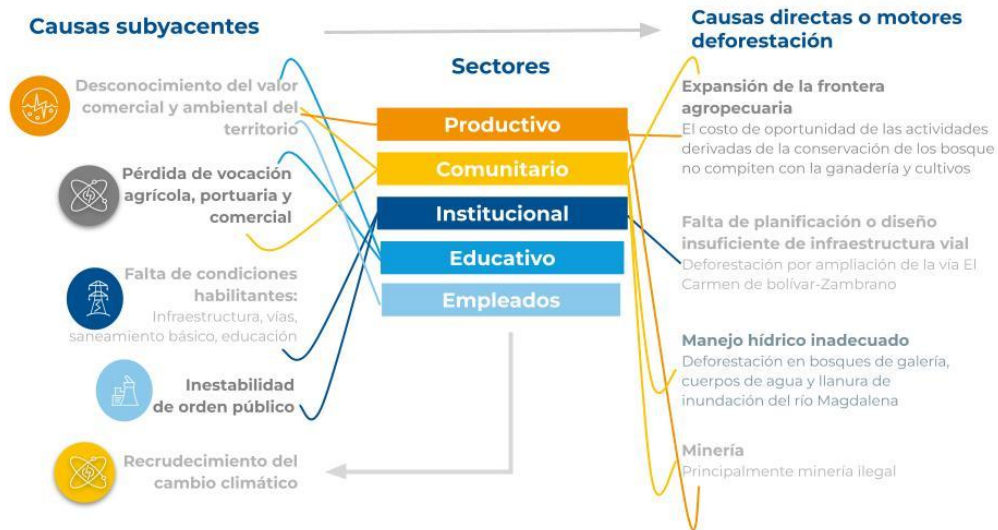 Causas subyacentes
Desconocimiento del valor
comercial y ambiental del
territorio
Pérdida de vocación
agrícola, portuaria y
comercial
Falta de condiciones
habilitantes:
Infraestructura, vías,
saneamiento básico, educación
Inestabilidad
de orden público
Recrudecimiento del
cambio climático
Sectores
Productivo
Comunitario
Institucional
Educativo
Empleados
Causas directas o motores
deforestación
Expansión de la frontera
agropecuaria
El costo de oportunidad de las actividades
derivadas de la conservación de los bosque
no compiten con la ganadería y cultivos
Falta de planificación o diseño
insuficiente de infraestructura vial
Deforestación por ampliación de la vía El
Carmen de bolívar-Zambrano
Manejo hídrico inadecuado
Deforestación en bosques de galería,
cuerpos de agua y llanura de
inundación del río Magdalena
Minería
Principalmente minería ilegal